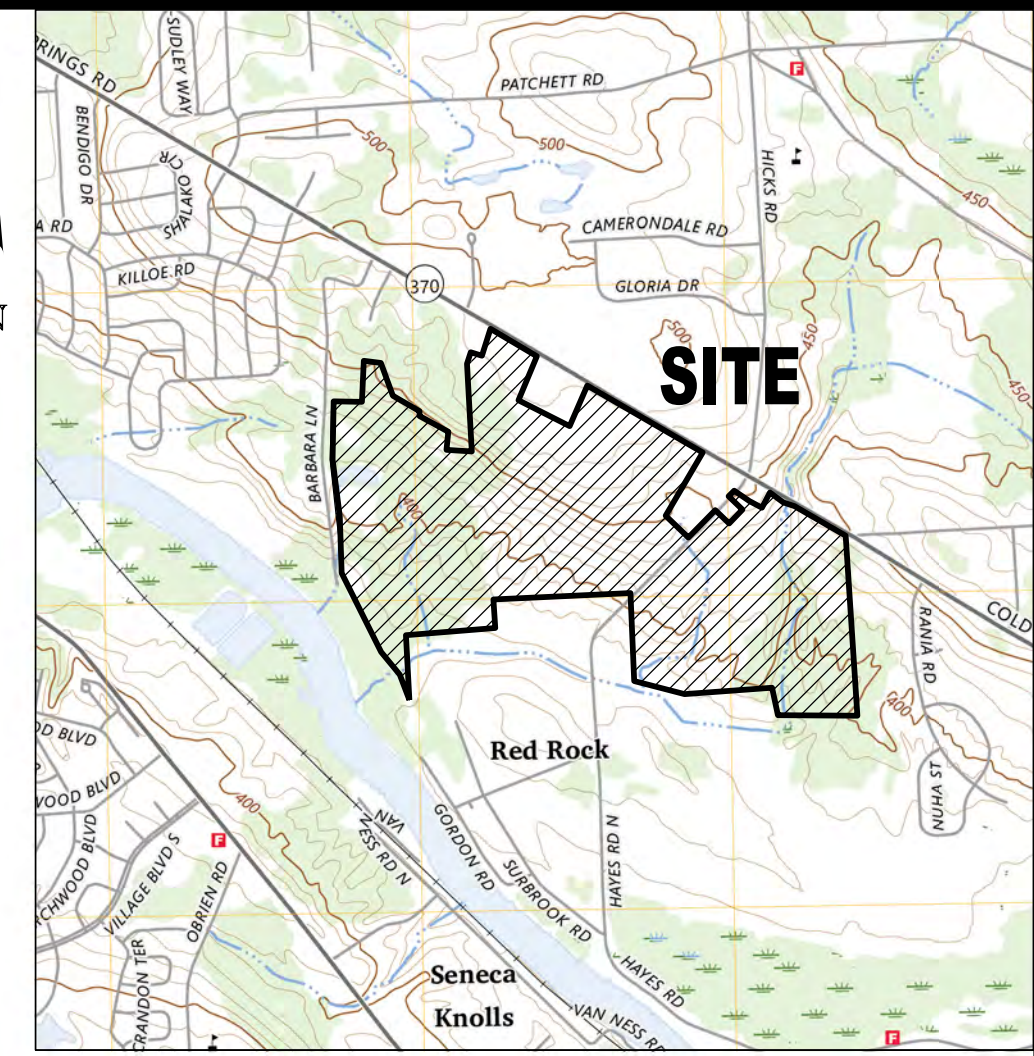 RINGS RD
SUDLEY WAY
PATCHETT RD
BENDIGO DR
SHALAKO CIR
500
500
HICKS RD
F
450
A RD
KILLOE RD
CAMERONDALE RD
370
GLORIA DR
N
500
450
SITE
450
BARBARA LN
400
COLD
RANIA RD
400
OD BLVD
Red Rock
NUHA ST
WOOD BLVD
400
VAN
NESS RD N
GORDON RD
F
SURBROOK RD
HAYES RD N
RCHWOOD BLVD
VILLAGE BLVD S
OBRIEN RD
CRANDON TER
Seneca
Knolls
HAYES RD
VAN NESS RD
F